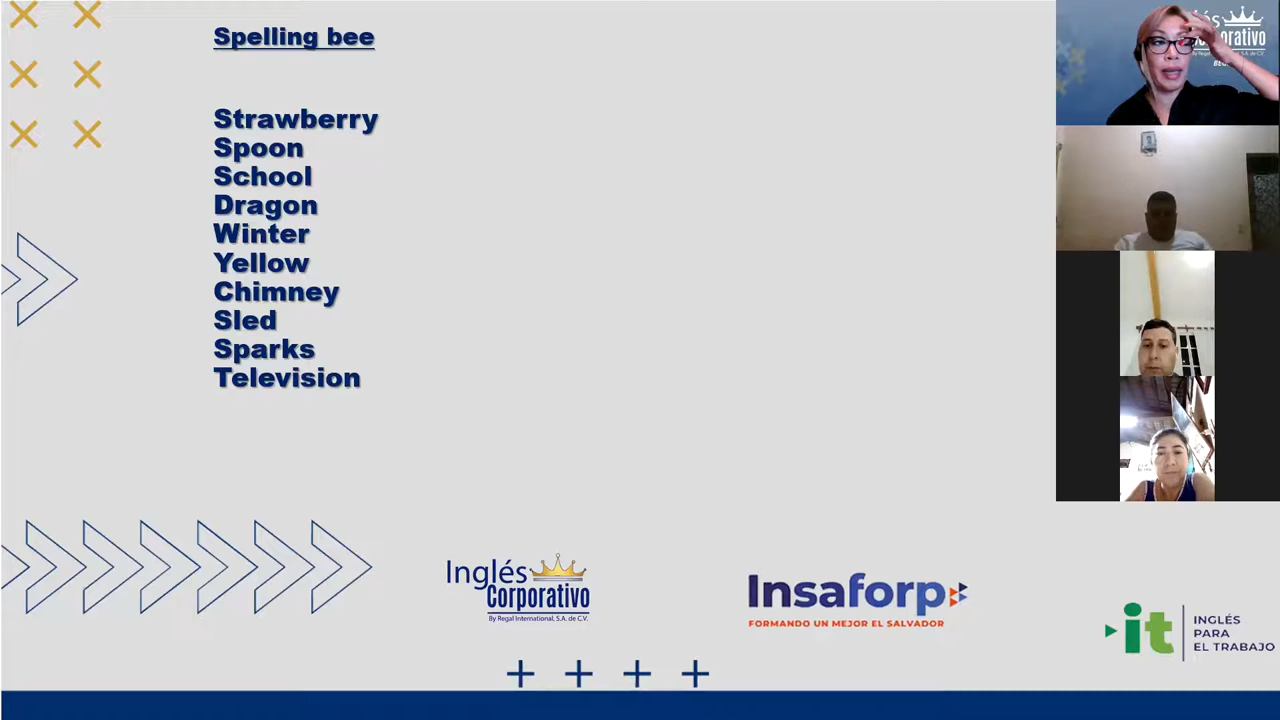 Spelling bee
Strawberry
Spoon
School
Dragon
Winter
Yellow
Chimney
Sled
Sparks
Television
Inglés
Corporativo
By Regal International, S.A. de C.V.
Insaforp
FORMANDO UN MEJOR EL SALVADOR
it
INGLÉS
PARA
EL TRABAJO